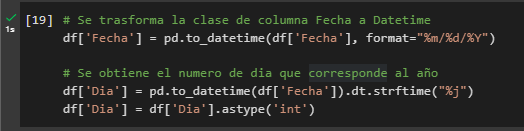 [19] # Se trasforma la clase de columna Fecha a Datetime
1s df['Fecha'] = pd.to_datetime(df['Fecha'], format="%m/%d/%Y")
# Se obtiene el numero de dia que corresponde al año
df['Dia'] = pd.to_datetime(df['Fecha']).dt.strftime("%j")
df['Dia'] = df['Dia'].astype('int')